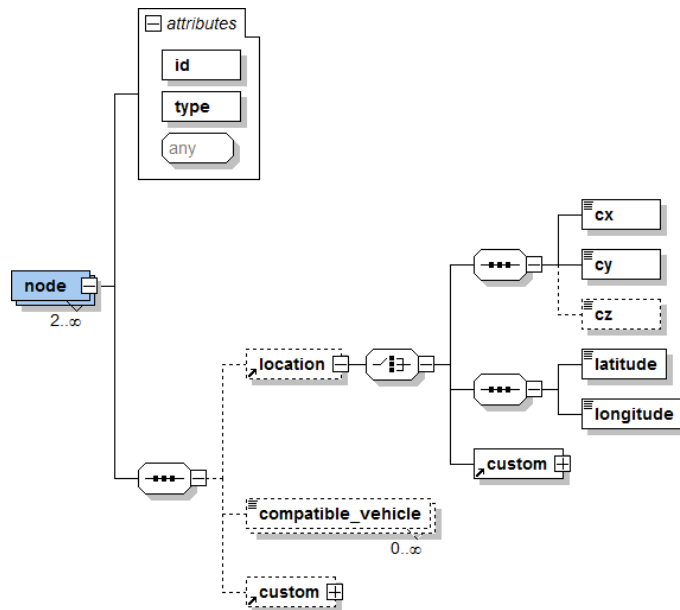 attributes
id
type
any
node
2..∞
cx
cy
cz
location
latitude
longitude
custom
compatible_vehicle
0..∞
custom